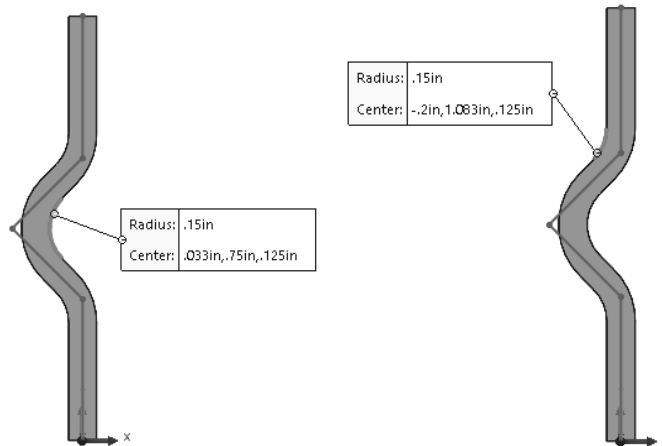 Radius: .15in
Center: -.2in,1.083in,.125in
Radius: .15in
Center: .033in,.75in,.125in
x